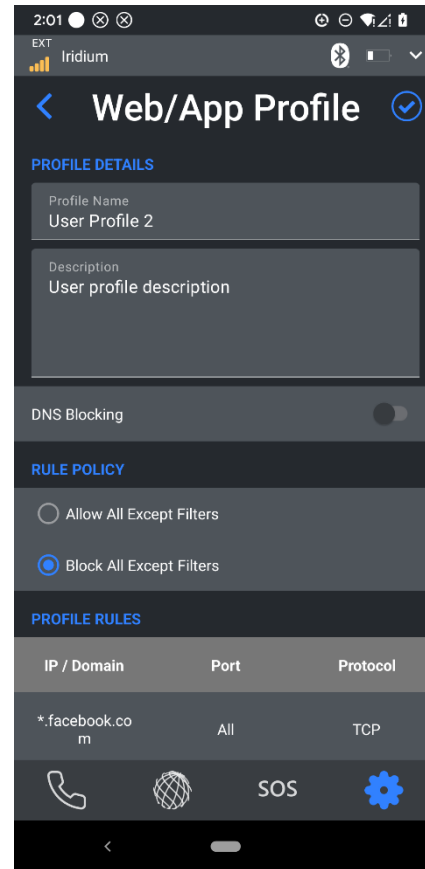 2:01
EXT
Iridium
Web/App Profile
PROFILE DETAILS
Profile Name
User Profile 2
Description
User profile description
DNS Blocking
RULE POLICY
Allow All Except Filters
Block All Except Filters
PROFILE RULES
IP / Domain Port Protocol
*.facebook.co All TCP
m
SOS